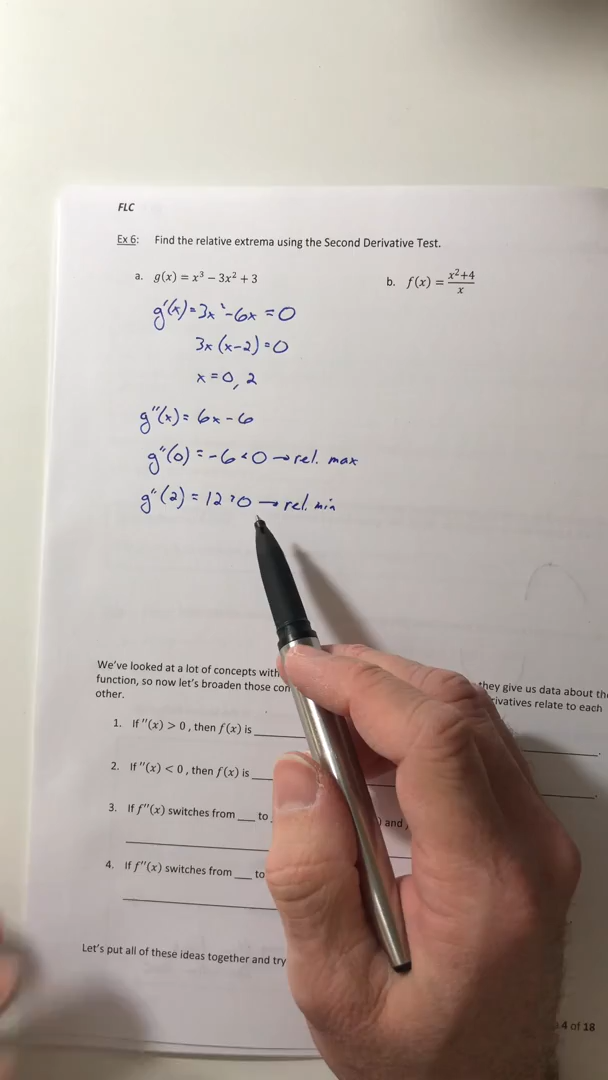 FLC
Ex 6: Find the relative extrema using the Second Derivative Test.
a. g(x) = x³ − 3x² + 3
b. f(x) = x²+4/x
g'(x) = 3x² − 6x = 0
3x (x−2) = 0
x = 0, 2
g''(x) = 6x − 6
g''(0) = −6 < 0 → rel. max
g''(2) = 12 > 0 → rel. min
We've looked at a lot of concepts with they give us data about the
function, so now let's broaden those con rivatives relate to each
other.
1. If ''(x) > 0 , then f(x) is ______ .
2. If ''(x) < 0 , then f(x) is ______ .
3. If f''(x) switches from ___ to ) and
4. If f''(x) switches from ___ to
Let's put all of these ideas together and try
4 of 18